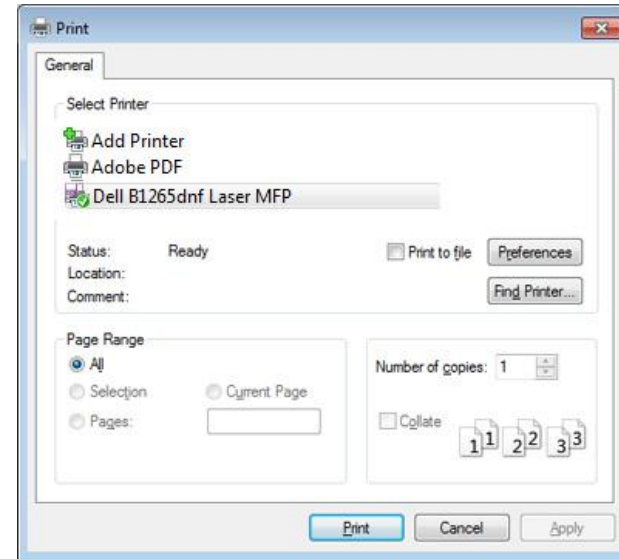 Print
General
Select Printer
Add Printer
Adobe PDF
Dell B1265dnf Laser MFP
Status: Ready
Print to file
Preferences
Location:
Comment:
Find Printer...
Page Range
All
Selection
Current Page
Pages:
Number of copies: 1
Collate
1 1 2 2 3 3
Print Cancel Apply